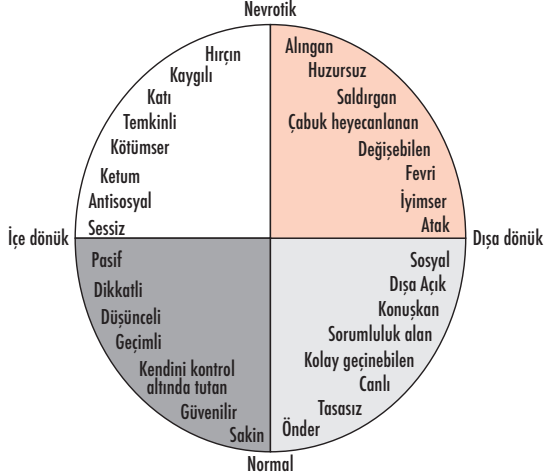 Nevrotik
Hırçın
Kaygılı
Katı
Temkinli
Kötümser
Ketum
Antisosyal
Sessiz
Alıngan
Huzursuz
Saldırgan
Çabuk heyecanlanan
Değişebilen
Fevri
İyimser
Atak
İçe dönük
Dışa dönük
Pasif
Dikkatli
Düşünceli
Geçimli
Kendini kontrol
altında tutan
Güvenilir
Sakin
Sosyal
Dışa Açık
Konuşkan
Sorumluluk alan
Kolay geçinebilen
Canlı
Tasasız
Önder
Normal